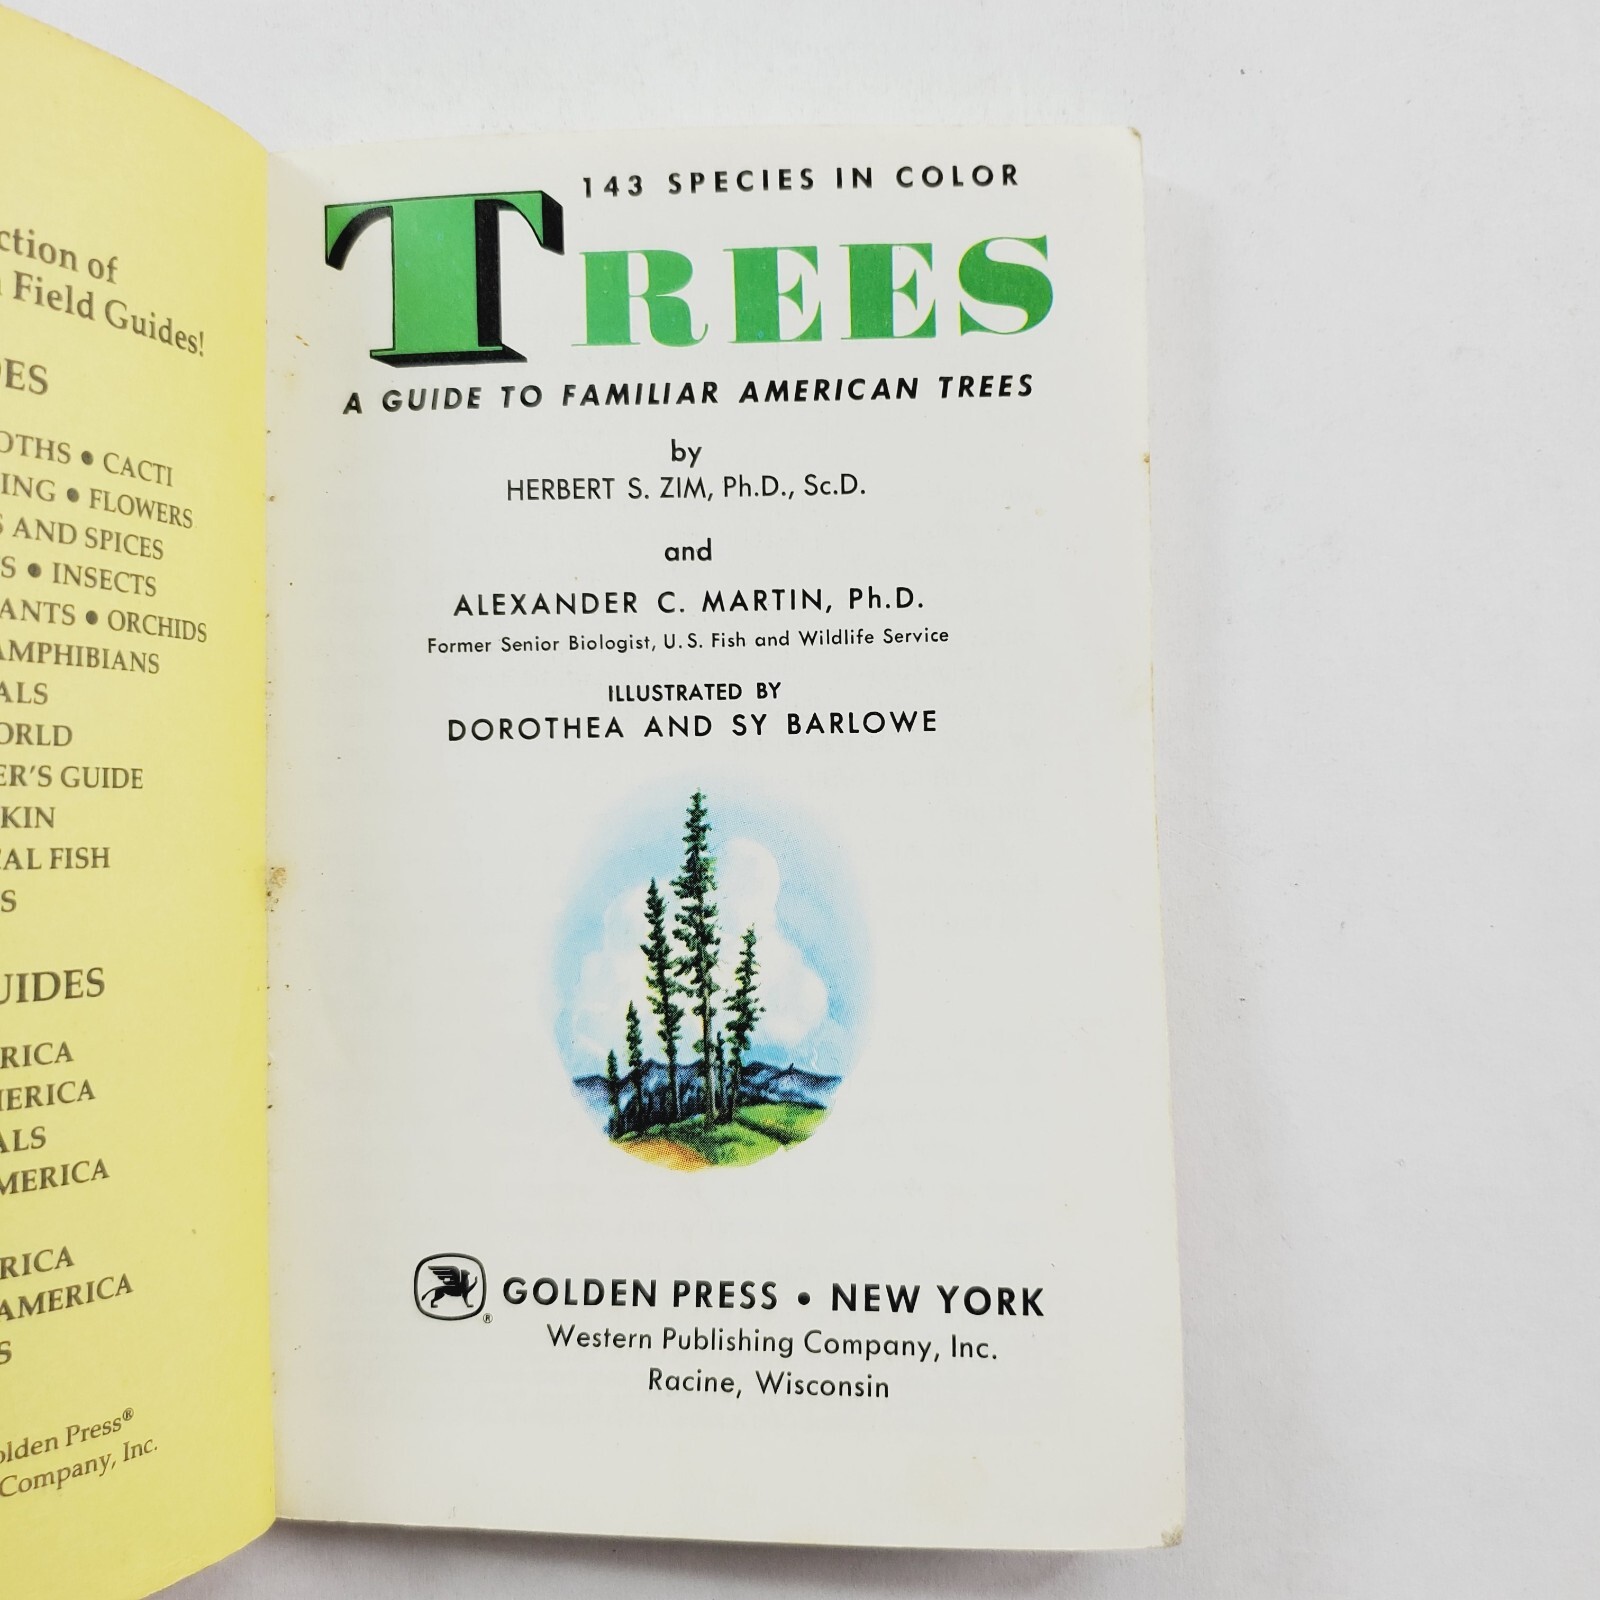 ction of
Field Guides!
ES
OTHS • CACTI
ING • FLOWERS
S AND SPICES
S • INSECTS
ANTS • ORCHIDS
AMPHIBIANS
ALS
ORLD
ER'S GUIDE
KIN
AL FISH
S
UIDES
RICA
MERICA
ALS
MERICA
RICA
AMERICA
S
olden Press®
Company, Inc.
143 SPECIES IN COLOR
TREES
A GUIDE TO FAMILIAR AMERICAN TREES
by
HERBERT S. ZIM, Ph.D., Sc.D.
and
ALEXANDER C. MARTIN, Ph.D.
Former Senior Biologist, U.S. Fish and Wildlife Service
ILLUSTRATED BY
DOROTHEA AND SY BARLOWE
® GOLDEN PRESS • NEW YORK
Western Publishing Company, Inc.
Racine, Wisconsin